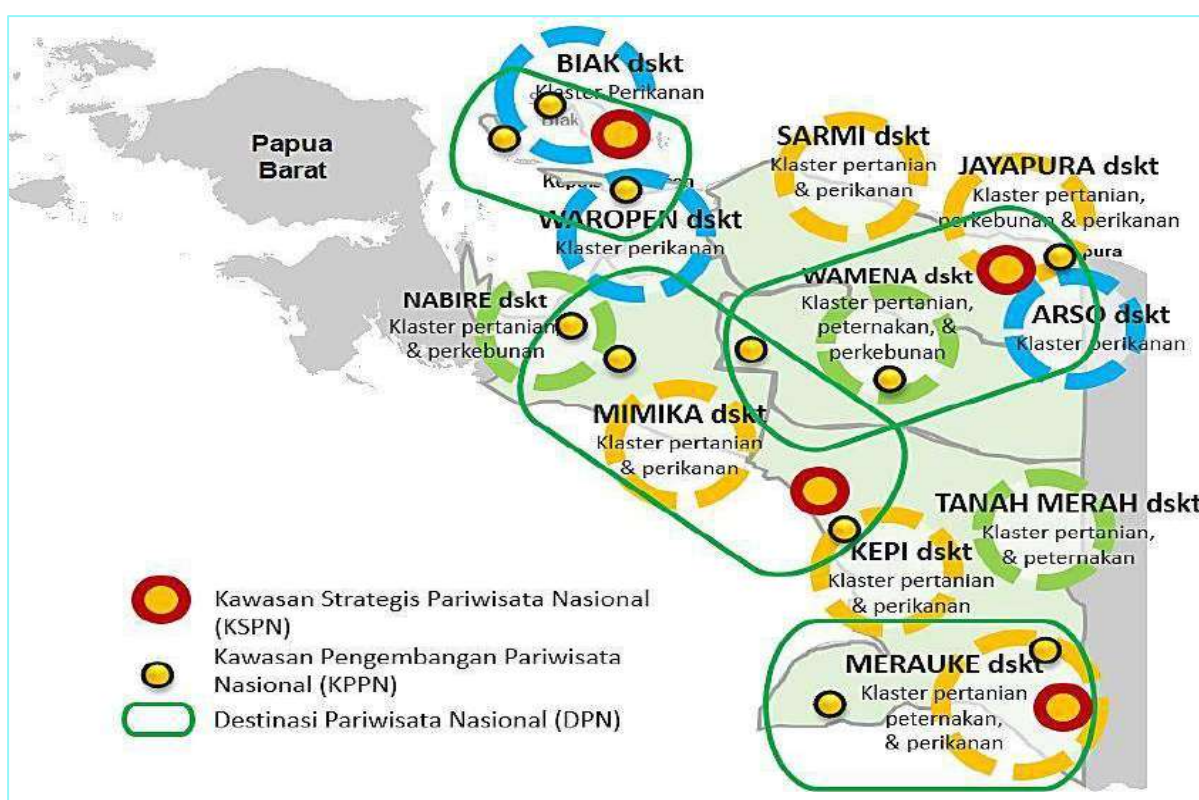 BIAK dskt
Klaster Perikanan
Biak
Papua
Barat
SARMI dskt
Klaster pertanian
& perikanan
JAYAPURA dskt
Klaster pertanian,
perkebunan & perikanan
pura
WAROPEN dskt
Klaster perikanan
NABIRE dskt
Klaster pertanian
& perkebunan
WAMENA dskt
Klaster pertanian,
peternakan, &
perkebunan
ARSO dskt
Klaster perikanan
MIMIKA dskt
Klaster pertanian
& perikanan
TANAH MERAH dskt
Klaster pertanian,
& peternakan
KEPI dskt
Klaster pertanian
& perikanan
MERAUKE dskt
Klaster pertanian
peternakan,
& perikanan
Kawasan Strategis Pariwisata Nasional
(KSPN)
Kawasan Pengembangan Pariwisata
Nasional (KPPN)
Destinasi Pariwisata Nasional (DPN)